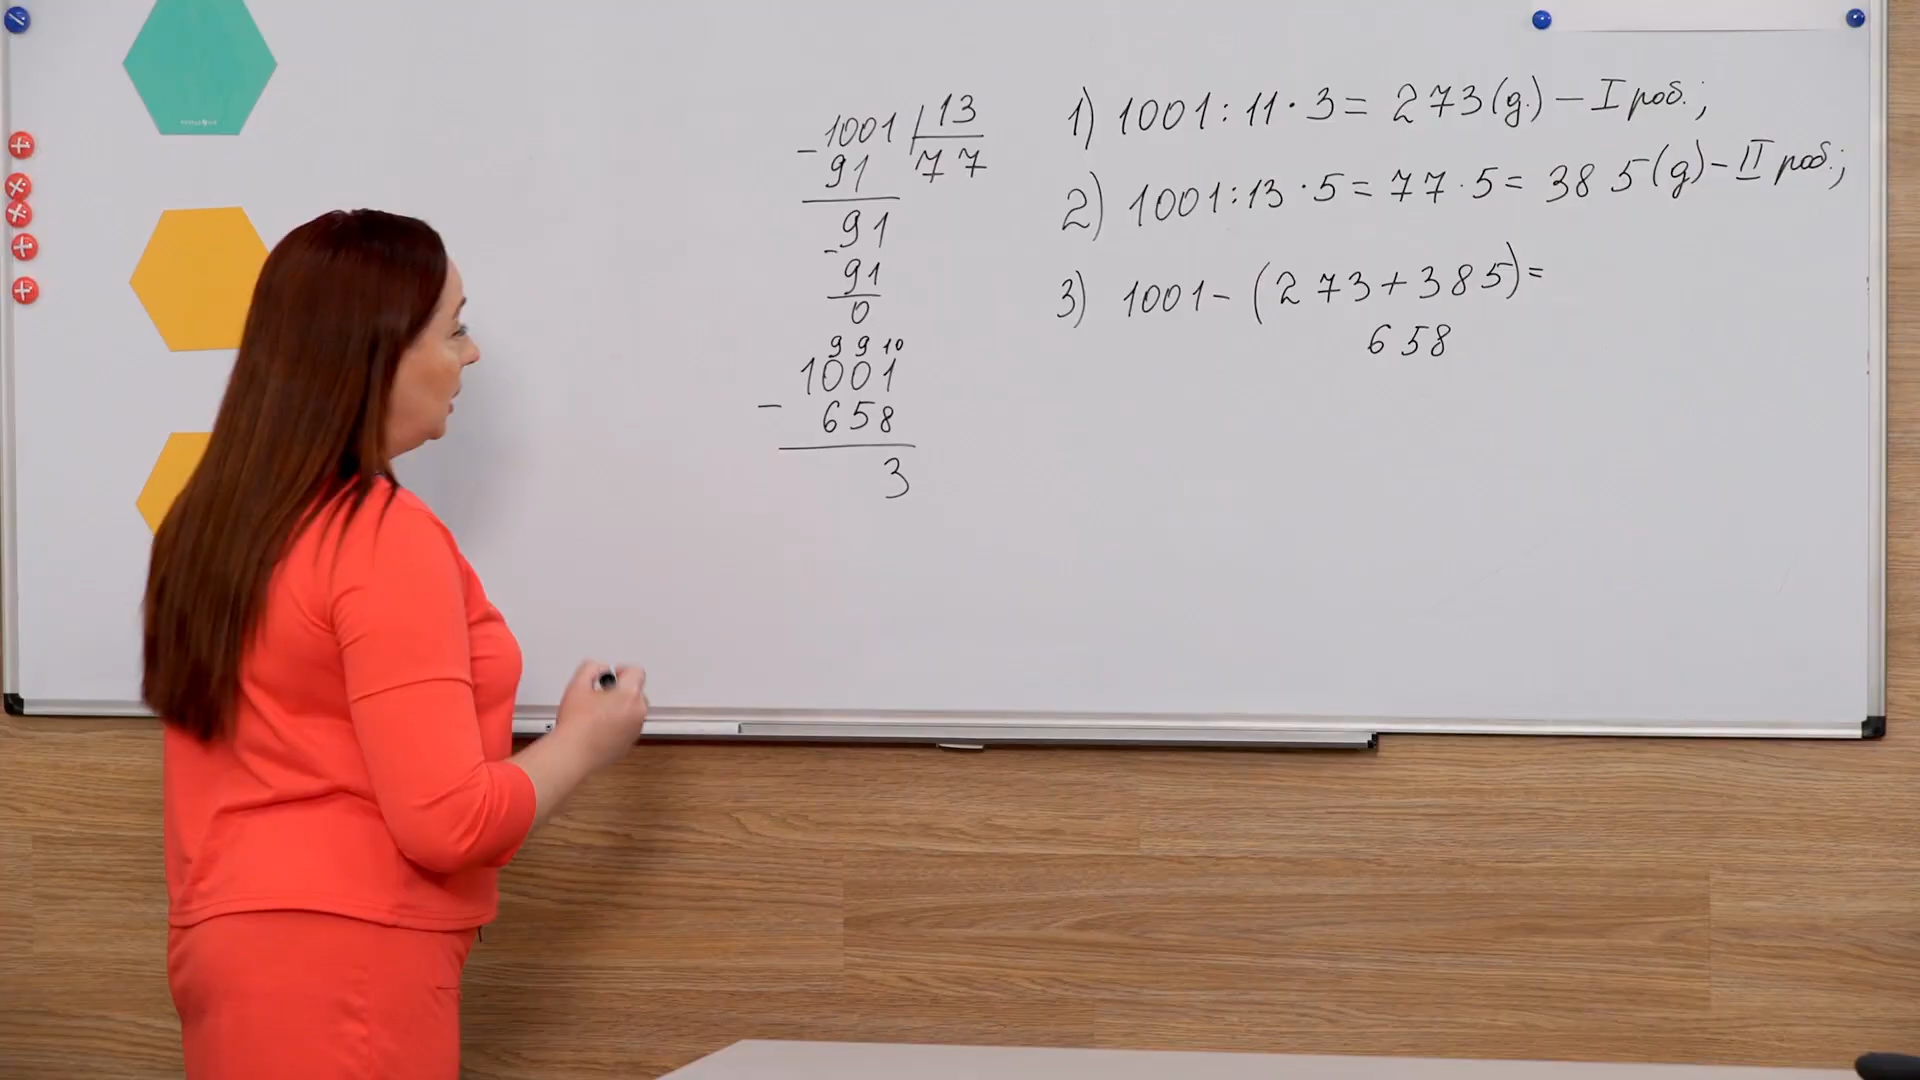 1001 | 13
- 91 77
91
- 91
0
9 9 10
1001
- 658
3
1) 1001 : 11 · 3 = 273 (д.) – I роб.;
2) 1001 : 13 · 5 = 77 · 5 = 385 (д) – II роб.;
3) 1001 – (273 + 385) =
658